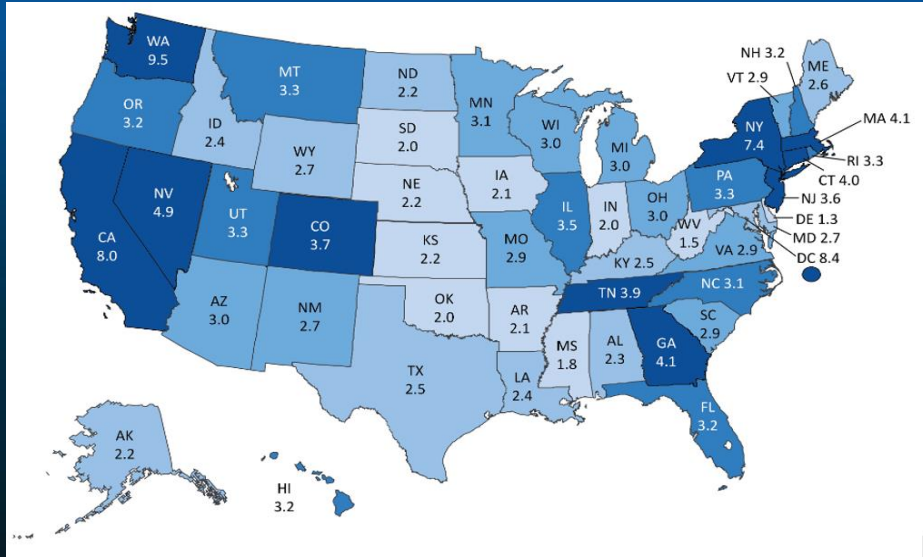 WA
9.5
MT
3.3
ND
2.2
MN
3.1
NH 3.2
VT 2.9
ME
2.6
OR
3.2
ID
2.4
SD
2.0
WI
3.0
MI
3.0
NY
7.4
MA 4.1
RI 3.3
CT 4.0
NJ 3.6
WY
2.7
NE
2.2
IA
2.1
PA
3.3
NV
4.9
UT
3.3
CO
3.7
IL
3.5
IN
2.0
OH
3.0
WV
1.5
DE 1.3
MD 2.7
DC 8.4
CA
8.0
KS
2.2
MO
2.9
KY 2.5
VA 2.9
AZ
3.0
NM
2.7
OK
2.0
AR
2.1
TN 3.9
NC 3.1
SC
2.9
MS
1.8
AL
2.3
GA
4.1
TX
2.5
LA
2.4
FL
3.2
AK
2.2
HI
3.2